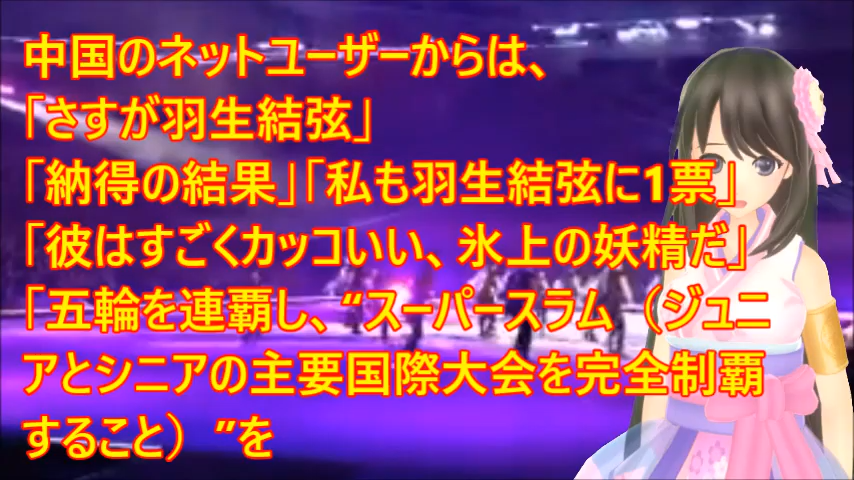 中国のネットユーザーからは、
「さすが羽生結弦」
「納得の結果」「私も羽生結弦に1票」
「彼はすごくカッコいい、氷上の妖精だ」
「五輪を連覇し、“スーパースラム（ジュニ
アとシニアの主要国際大会を完全制覇
すること）”を